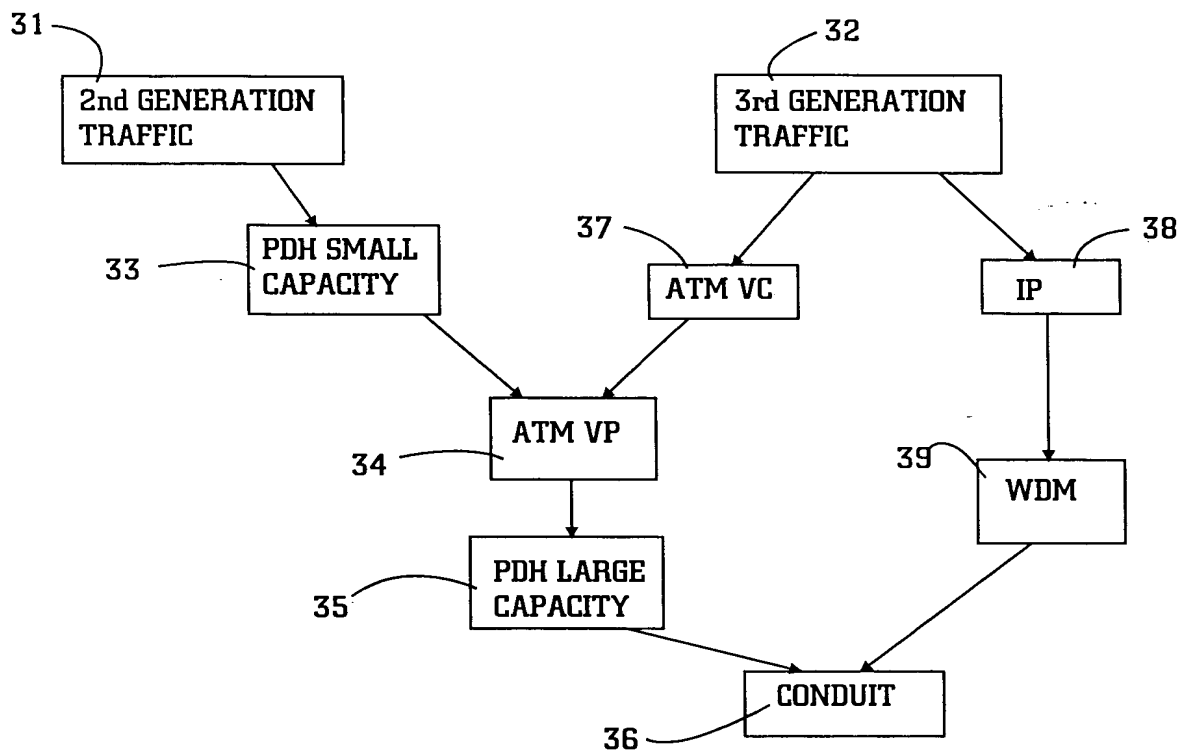 31
32
2nd GENERATION
TRAFFIC
3rd GENERATION
TRAFFIC
33
PDH SMALL
CAPACITY
37
ATM VC
38
IP
34
ATM VP
39
WDM
35
PDH LARGE
CAPACITY
36
CONDUIT